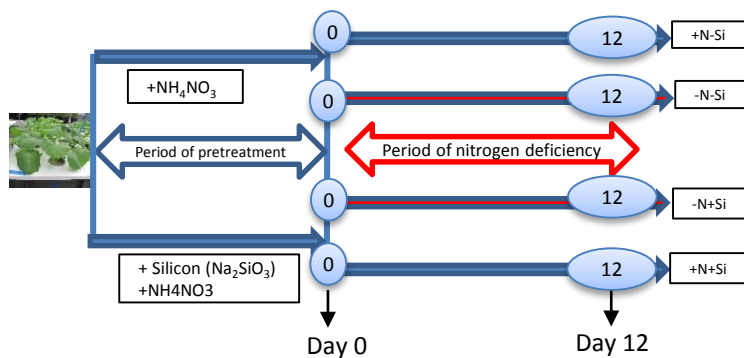 0
12
+N-Si
+NH₄NO₃
0
12
-N-Si
Period of pretreatment
Period of nitrogen deficiency
0
12
-N+Si
+ Silicon (Na₂SiO₃)
+NH4NO3
0
12
+N+Si
Day 0
Day 12